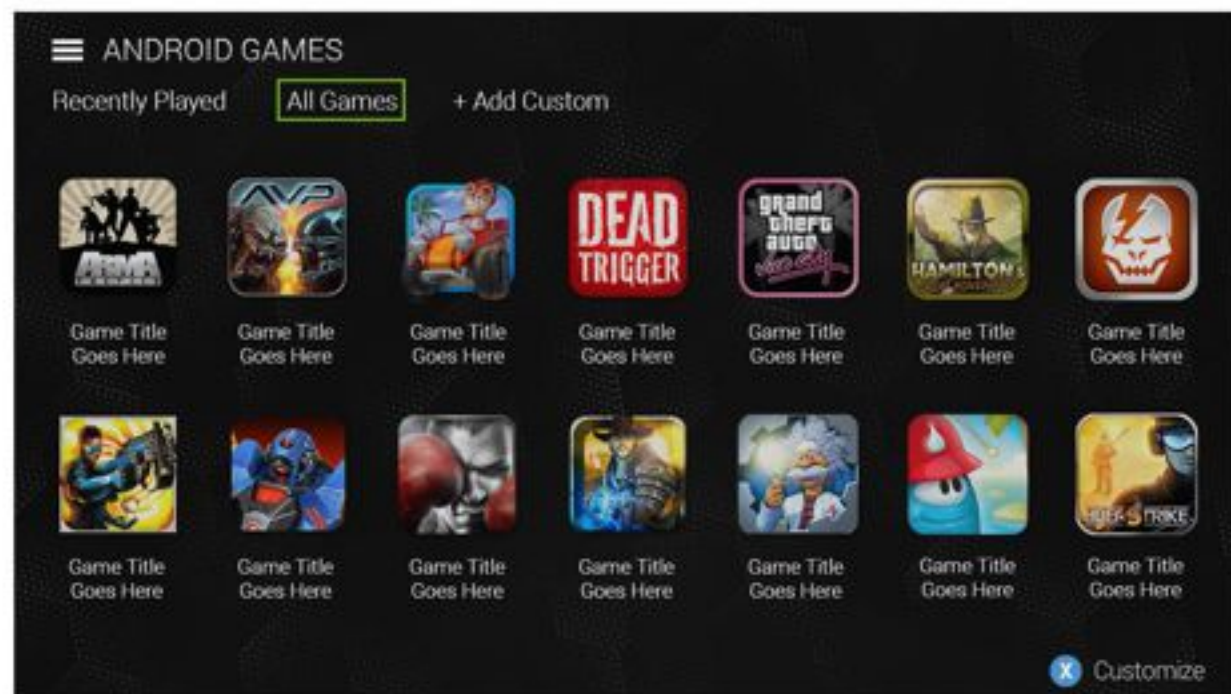 ANDROID GAMES
Recently Played All Games + Add Custom
ARMA
AVP
DEAD
TRIGGER
grand
theft
auto
vice city
HAMILTON'S
Game Title Game Title Game Title Game Title Game Title Game Title Game Title
Goes Here Goes Here Goes Here Goes Here Goes Here Goes Here Goes Here
STRIKE
Game Title Game Title Game Title Game Title Game Title Game Title Game Title
Goes Here Goes Here Goes Here Goes Here Goes Here Goes Here Goes Here
X Customize